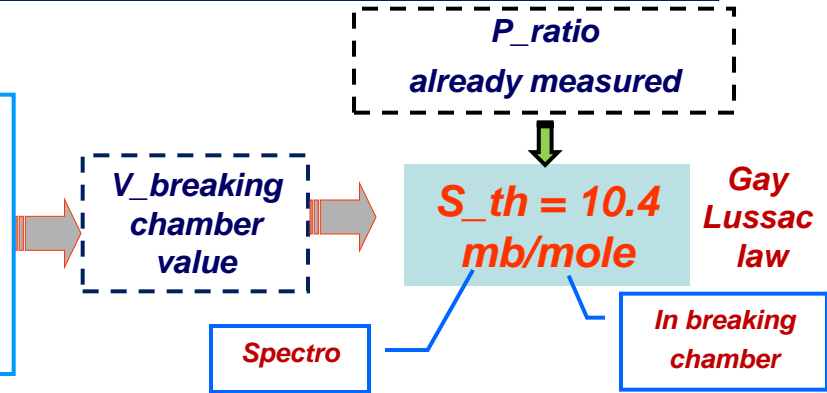 P_ratio
already measured
V_breaking
chamber
value
S_th = 10.4
mb/mole
Gay
Lussac
law
Spectro
In breaking
chamber